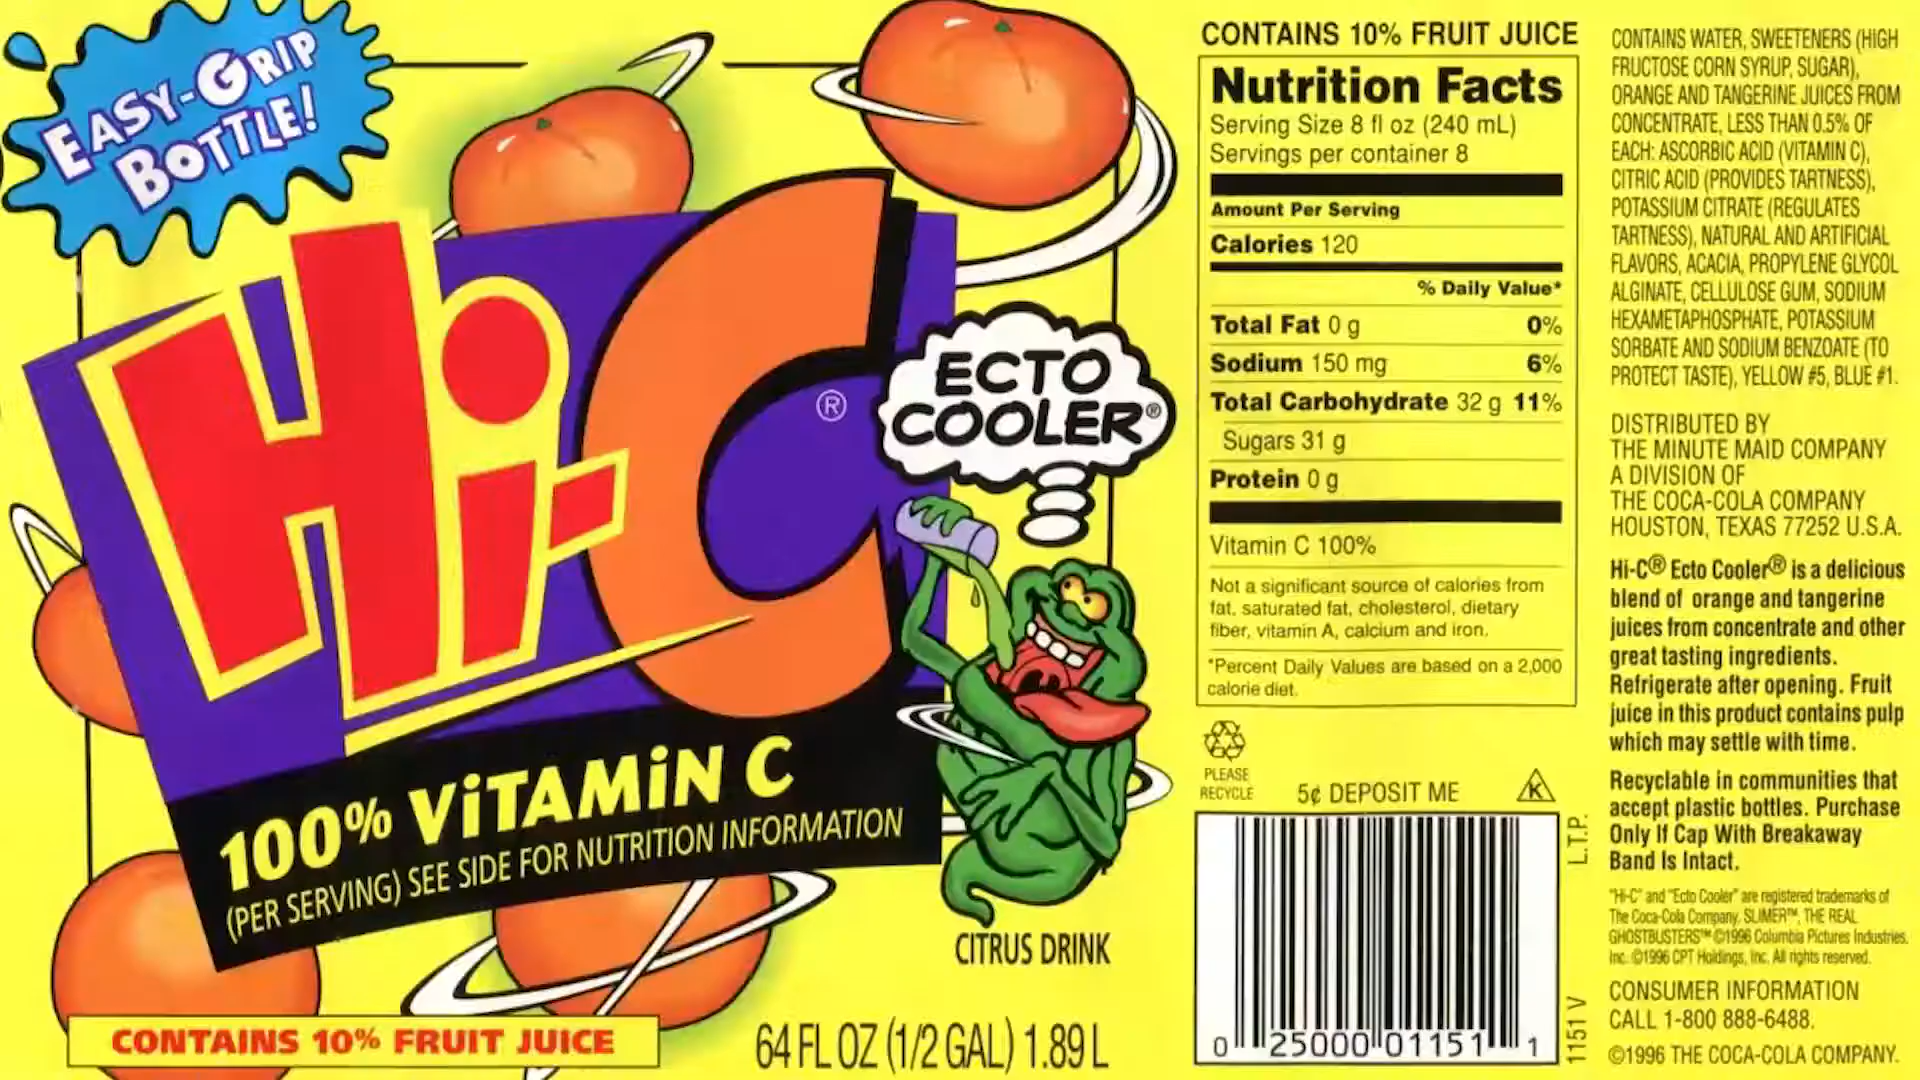 EASY-GRIP
BOTTLE!
Hi-C®
ECTO
COOLER®
100% ViTAMiN C
(PER SERVING) SEE SIDE FOR NUTRITION INFORMATION
CITRUS DRINK
CONTAINS 10% FRUIT JUICE
64 FL OZ (1/2 GAL) 1.89 L
CONTAINS 10% FRUIT JUICE
Nutrition Facts
Serving Size 8 fl oz (240 mL)
Servings per container 8
Amount Per Serving
Calories 120
% Daily Value*
Total Fat 0 g 0%
Sodium 150 mg 6%
Total Carbohydrate 32 g 11%
Sugars 31 g
Protein 0 g
Vitamin C 100%
Not a significant source of calories from
fat, saturated fat, cholesterol, dietary
fiber, vitamin A, calcium and iron.
*Percent Daily Values are based on a 2,000
calorie diet.
PLEASE
RECYCLE
5¢ DEPOSIT ME
K
L.T.P.
1151 V
0 25000 01151 1
CONTAINS WATER, SWEETENERS (HIGH
FRUCTOSE CORN SYRUP, SUGAR),
ORANGE AND TANGERINE JUICES FROM
CONCENTRATE, LESS THAN 0.5% OF
EACH: ASCORBIC ACID (VITAMIN C),
CITRIC ACID (PROVIDES TARTNESS),
POTASSIUM CITRATE (REGULATES
TARTNESS), NATURAL AND ARTIFICIAL
FLAVORS, ACACIA, PROPYLENE GLYCOL
ALGINATE, CELLULOSE GUM, SODIUM
HEXAMETAPHOSPHATE, POTASSIUM
SORBATE AND SODIUM BENZOATE (TO
PROTECT TASTE), YELLOW #5, BLUE #1.
DISTRIBUTED BY
THE MINUTE MAID COMPANY
A DIVISION OF
THE COCA-COLA COMPANY
HOUSTON, TEXAS 77252 U.S.A.
Hi-C® Ecto Cooler® is a delicious
blend of orange and tangerine
juices from concentrate and other
great tasting ingredients.
Refrigerate after opening. Fruit
juice in this product contains pulp
which may settle with time.
Recyclable in communities that
accept plastic bottles. Purchase
Only If Cap With Breakaway
Band Is Intact.
"Hi-C" and "Ecto Cooler" are registered trademarks of
The Coca-Cola Company. SLIMER™, THE REAL
GHOSTBUSTERS™ ©1996 Columbia Pictures Industries,
Inc. ©1996 CPT Holdings, Inc. All rights reserved.
CONSUMER INFORMATION
CALL 1-800 888-6488.
©1996 THE COCA-COLA COMPANY.